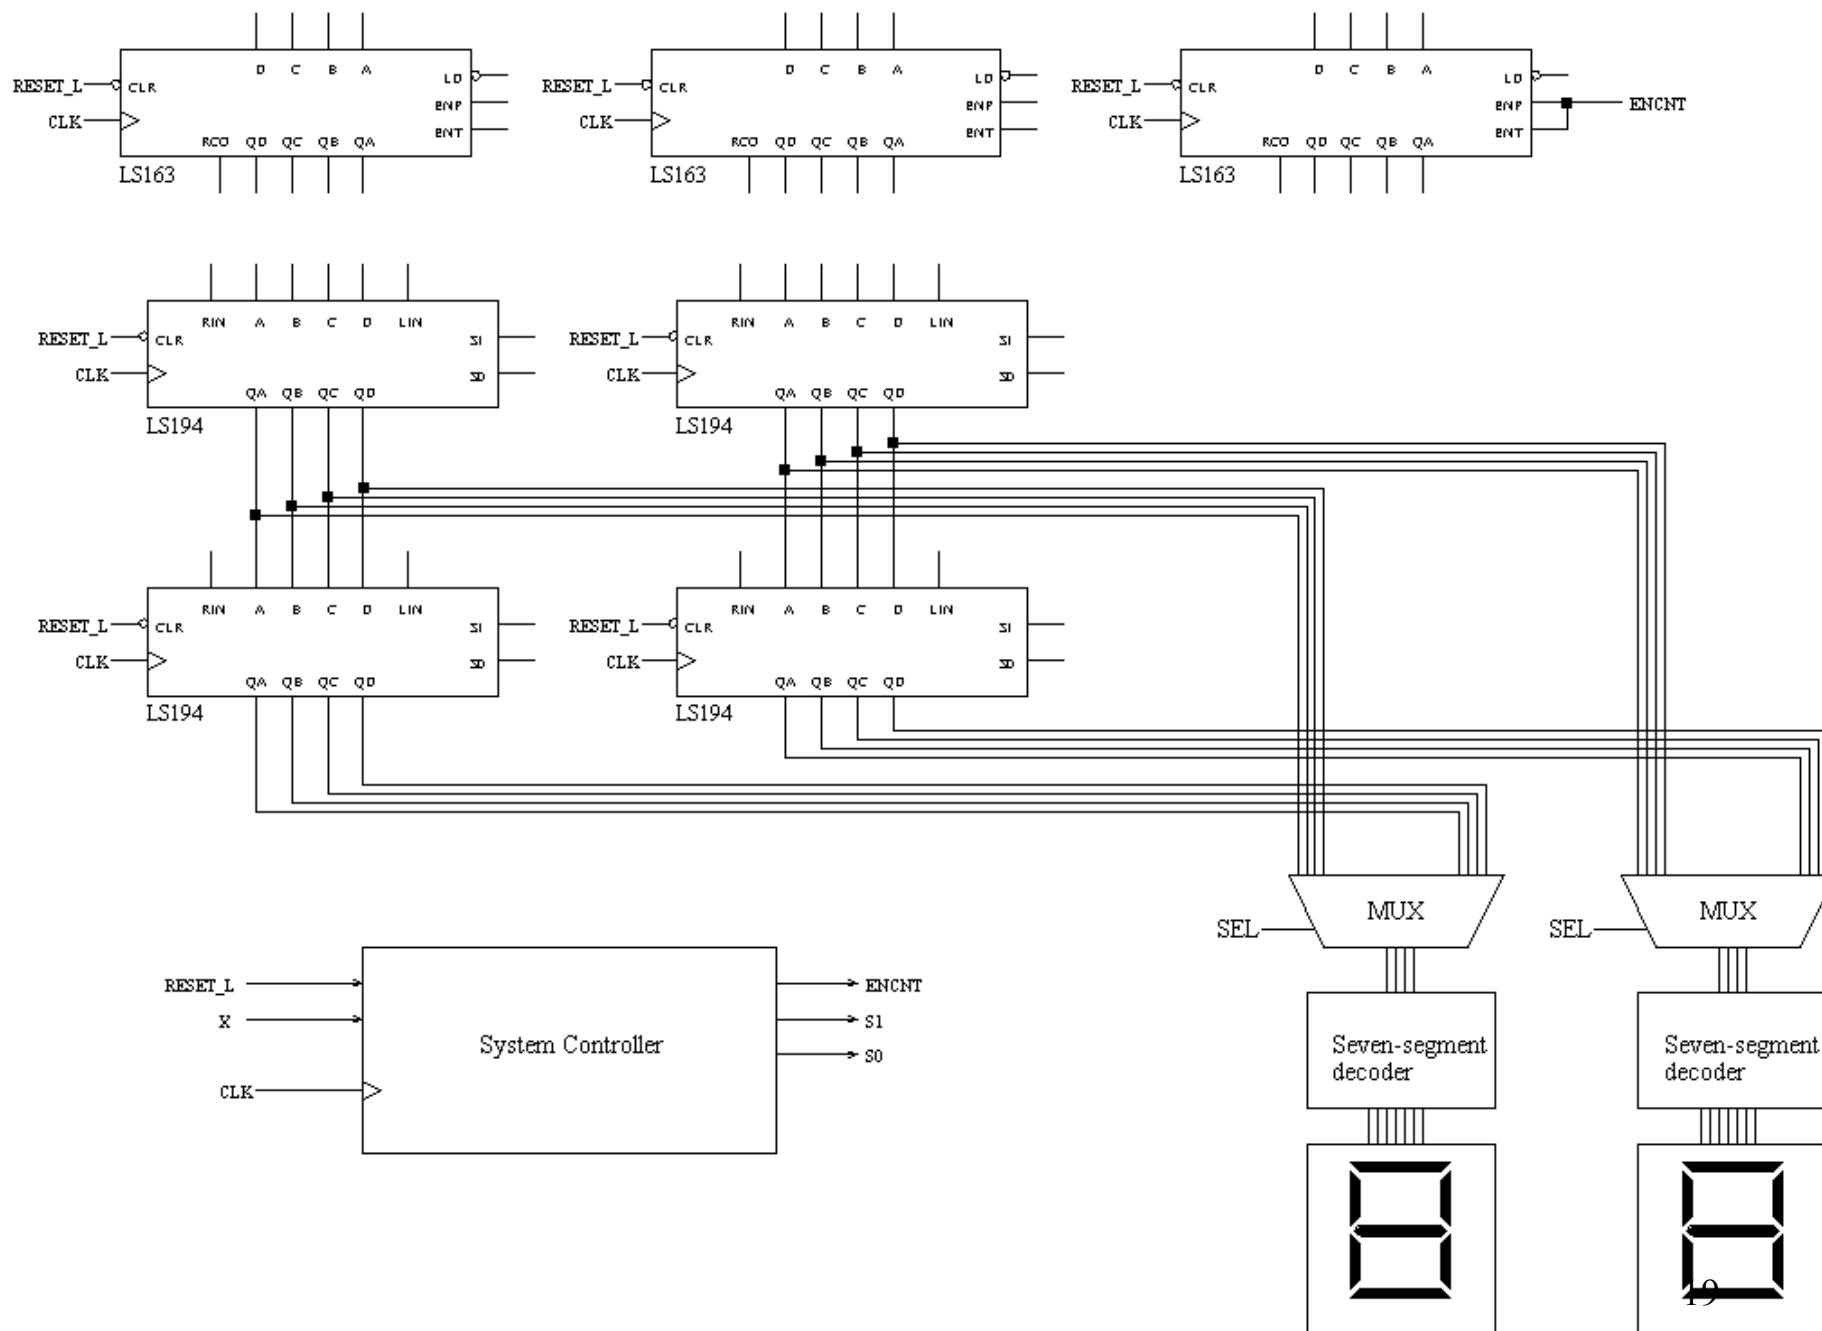 D C B A
D C B A
D C B A
RESET_L CLR LD
RESET_L CLR LD
RESET_L CLR LD
ENP
ENP
ENP ENCNT
CLK
CLK
CLK
ENT
ENT
ENT
RCO QD QC QB QA
RCO QD QC QB QA
RCO QD QC QB QA
LS163
LS163
LS163
RIN A B C D LIN
RIN A B C D LIN
RESET_L CLR S1
RESET_L CLR S1
CLK S0
CLK S0
QA QB QC QD
QA QB QC QD
LS194
LS194
RIN A B C D LIN
RIN A B C D LIN
RESET_L CLR S1
RESET_L CLR S1
CLK S0
CLK S0
QA QB QC QD
QA QB QC QD
LS194
LS194
MUX
MUX
SEL
SEL
RESET_L ENCNT
X S1
System Controller
S0
CLK
Seven-segment
decoder
Seven-segment
decoder
19